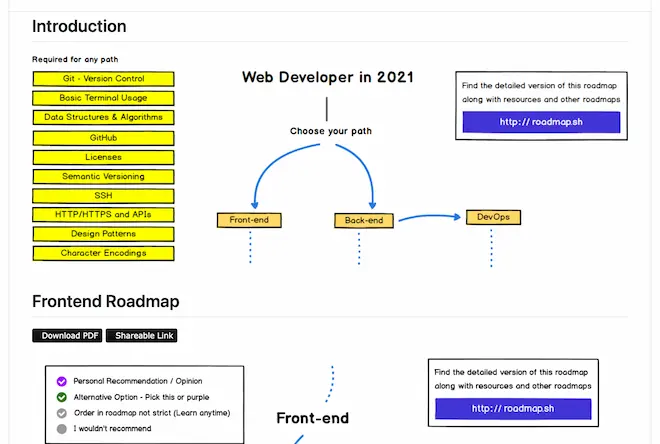 Introduction
Required for any path
Git - Version Control
Basic Terminal Usage
Data Structures & Algorithms
GitHub
Licenses
Semantic Versioning
SSH
HTTP/HTTPS and APIs
Design Patterns
Character Encodings
Web Developer in 2021
Choose your path
Front-end
Back-end
DevOps
Find the detailed version of this roadmap
along with resources and other roadmaps
http:// roadmap.sh
Frontend Roadmap
Download PDF
Shareable Link
Personal Recommendation / Opinion
Alternative Option - Pick this or purple
Order in roadmap not strict (Learn anytime)
I wouldn't recommend
Front-end
Find the detailed version of this roadmap
along with resources and other roadmaps
http:// roadmap.sh